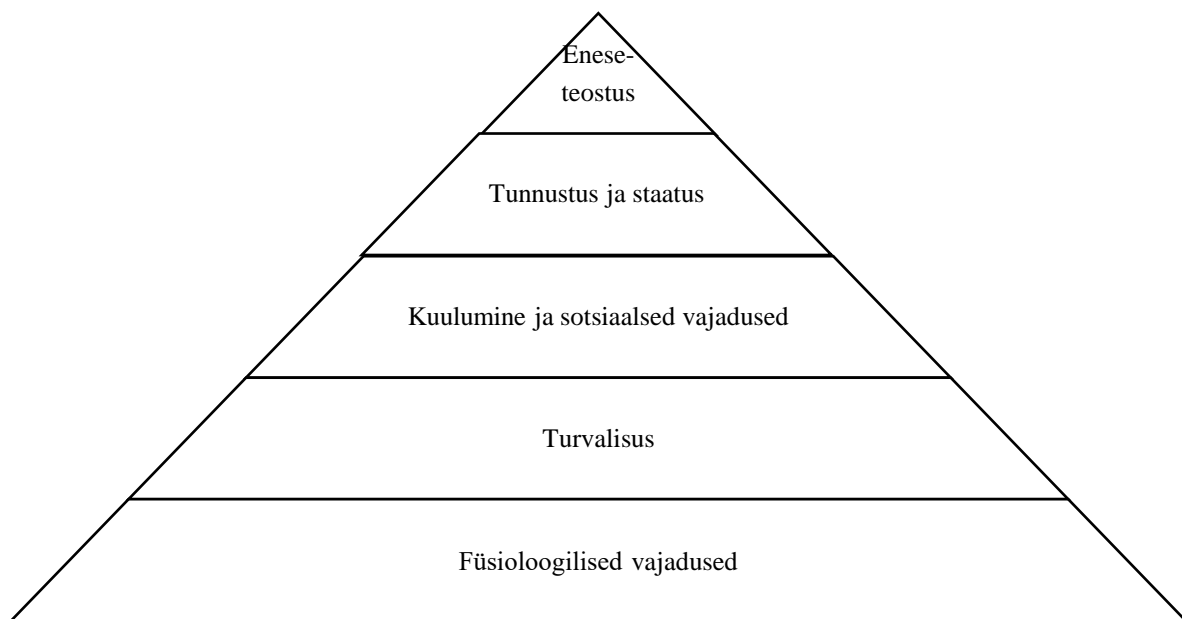 Enese-
teostus
Tunnustus ja staatus
Kuulumine ja sotsiaalsed vajadused
Turvalisus
Füsioloogilised vajadused